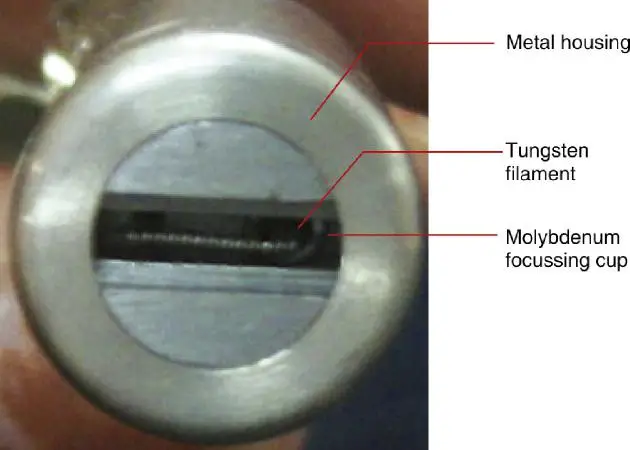 Metal housing
Tungsten
filament
Molybdenum
focussing cup